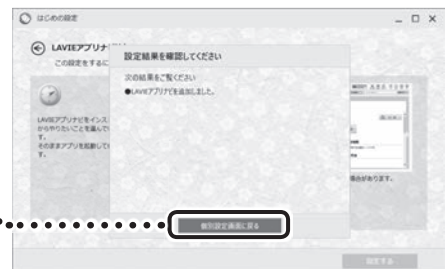 はじめの設定
LAVIEアプリナ
この設定をするに
設定結果を確認してください
次の結果をご覧ください
●LAVIEアプリナビを追加しました。
LAVIEアプリナビをインス
からやりたいことを選んで
す。
そのままアプリを起動して
す。
場合があります。
個別設定画面に戻る
設定する